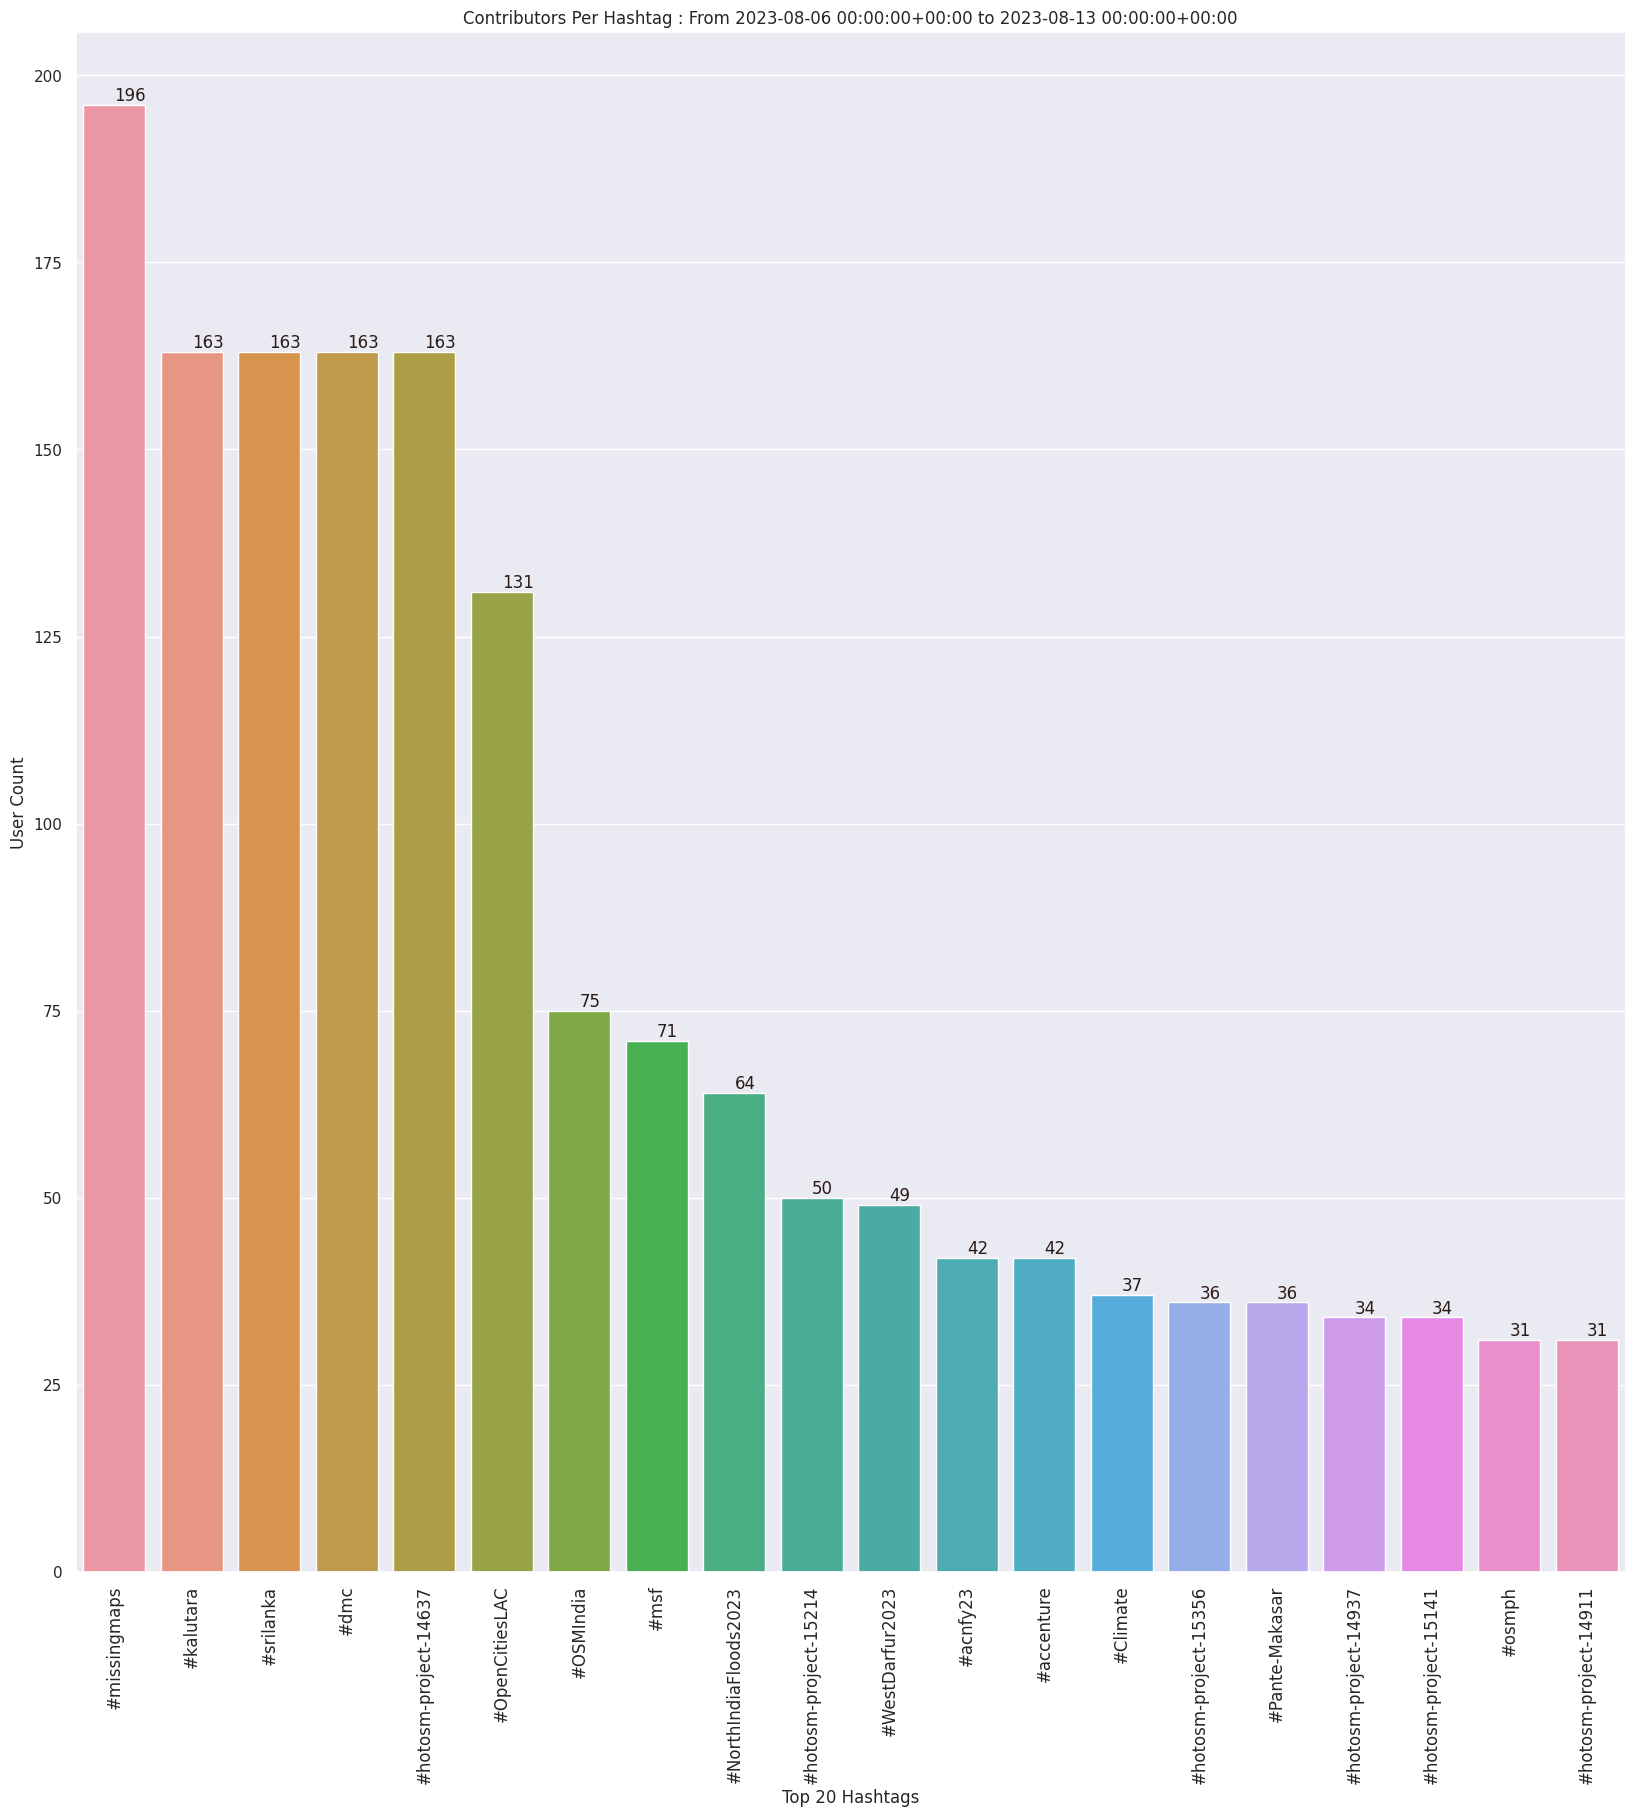 Contributors Per Hashtag : From 2023-08-06 00:00:00+00:00 to 2023-08-13 00:00:00+00:00
User Count
200
175
150
125
100
75
50
25
0
196
163
163
163
163
131
75
71
64
50
49
42
42
37
36
36
34
34
31
31
#missingmaps
#kalutara
#srilanka
#dmc
#hotosm-project-14637
#OpenCitiesLAC
#OSMIndia
#msf
#NorthIndiaFloods2023
#hotosm-project-15214
#WestDarfur2023
#acnfy23
#accenture
#Climate
#hotosm-project-15356
#Pante-Makasar
#hotosm-project-14937
#hotosm-project-15141
#osmph
#hotosm-project-14911
Top 20 Hashtags